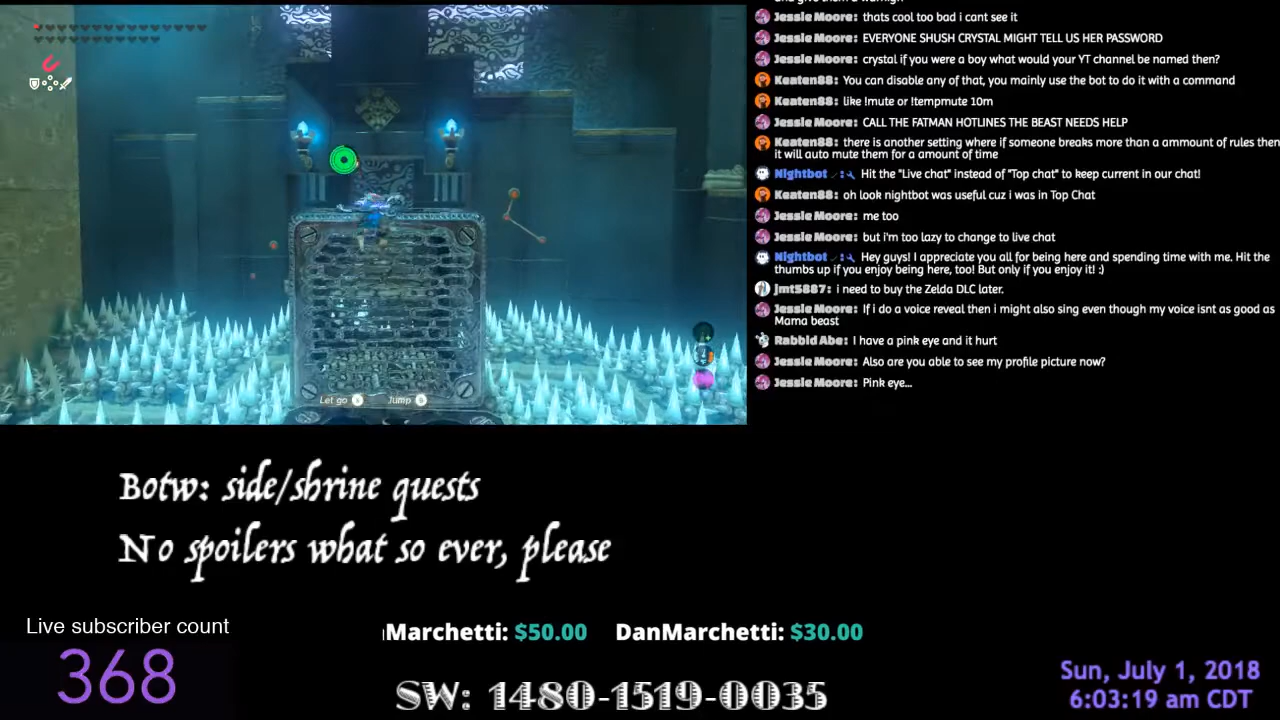 Jessie Moore: thats cool too bad i cant see it
Jessie Moore: EVERYONE SHUSH CRYSTAL MIGHT TELL US HER PASSWORD
Jessie Moore: crystal if you were a boy what would your YT channel be named then?
Keaten88: You can disable any of that, you mainly use the bot to do it with a command
Keaten88: like !mute or !tempmute 10m
Jessie Moore: CALL THE FATMAN HOTLINES THE BEAST NEEDS HELP
Keaten88: there is another setting where if someone breaks more than a ammount of rules then
it will auto mute them for a amount of time
Nightbot: Hit the "Live chat" instead of "Top chat" to keep current in our chat!
Keaten88: oh look nightbot was useful cuz i was in Top Chat
Jessie Moore: me too
Jessie Moore: but i'm too lazy to change to live chat
Nightbot: Hey guys! I appreciate you all for being here and spending time with me. Hit the
thumbs up if you enjoy being here, too! But only if you enjoy it! :)
jmt5887: i need to buy the Zelda DLC later.
Jessie Moore: If i do a voice reveal then i might also sing even though my voice isnt as good as
Mama beast
Rabbid Abe: I have a pink eye and it hurt
Jessie Moore: Also are you able to see my profile picture now?
Jessie Moore: Pink eye...
Let go Jump
Botw: side/shrine quests
No spoilers what so ever, please
Live subscriber count
368
Marchetti: $50.00 DanMarchetti: $30.00
SW: 1480-1519-0035
Sun, July 1, 2018
6:03:19 am CDT